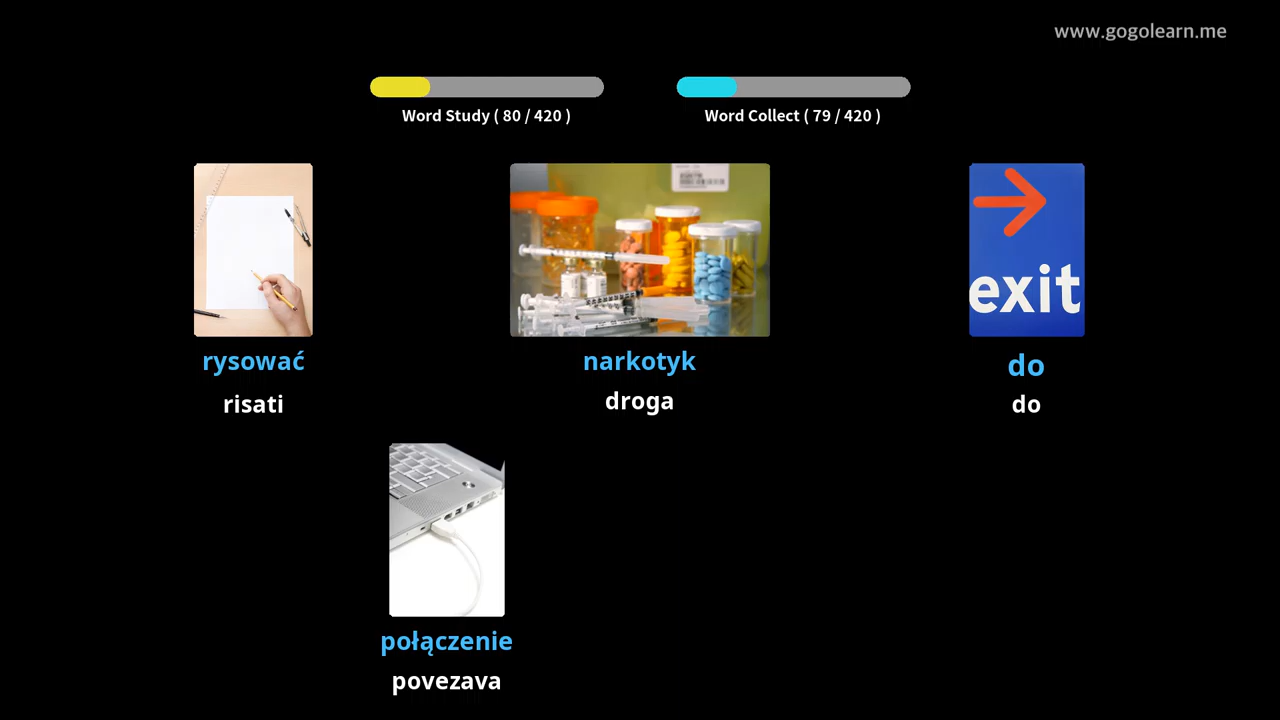 www.gogolearn.me
Word Study ( 80 / 420 )
Word Collect ( 79 / 420 )
exit
rysować
narkotyk
do
risati
droga
do
połączenie
povezava